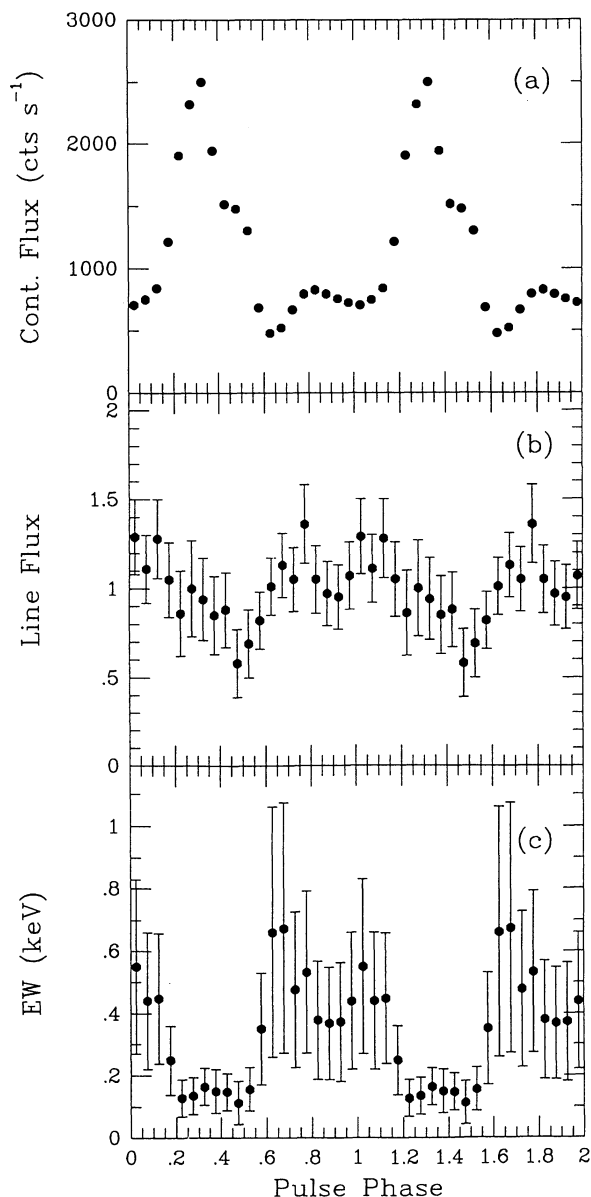 3000
(a)
2000
Cont. Flux (cts s⁻¹)
1000
0
2
(b)
1.5
Line Flux
1
.5
0
1
(c)
.8
EW (keV)
.6
.4
.2
0
0 .2 .4 .6 .8 1 1.2 1.4 1.6 1.8 2
Pulse Phase